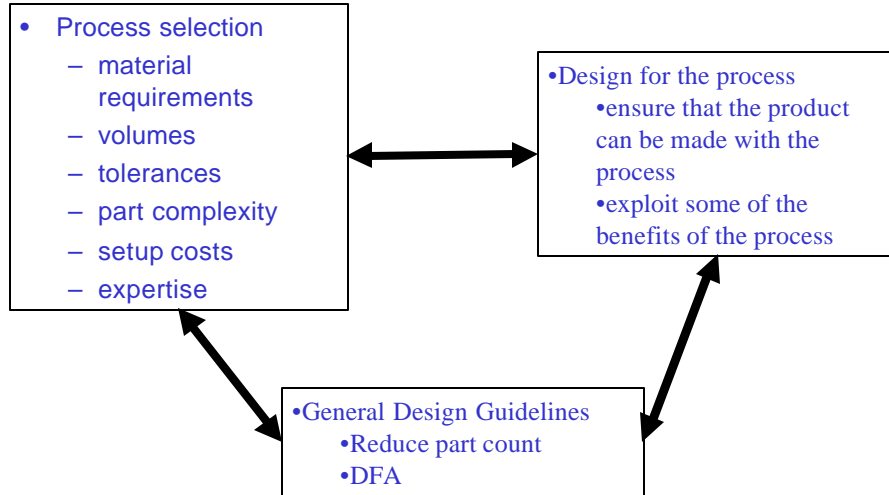 • Process selection
– material
requirements
– volumes
– tolerances
– part complexity
– setup costs
– expertise
•Design for the process
•ensure that the product
can be made with the
process
•exploit some of the
benefits of the process
•General Design Guidelines
•Reduce part count
•DFA